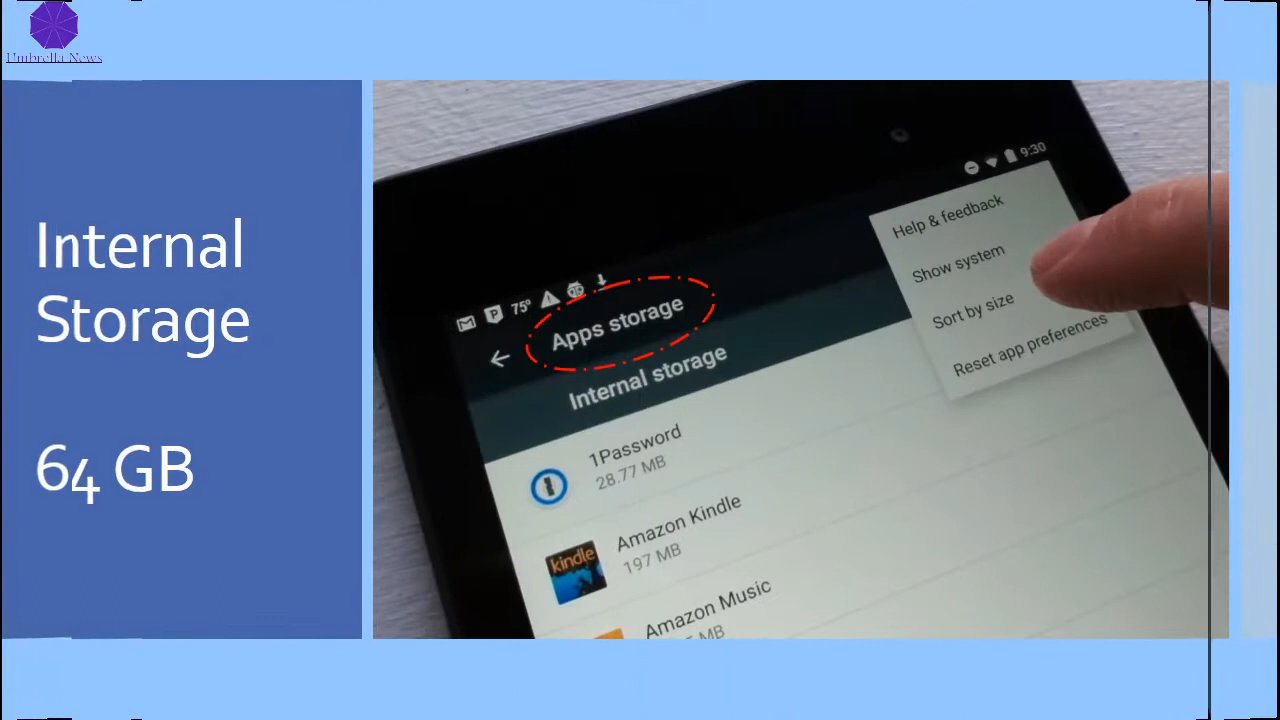 Umbrella News
Internal
Storage
64 GB
75°
9:30
Apps storage
Internal storage
Help & feedback
Show system
Sort by size
Reset app preferences
1Password
28.77 MB
Amazon Kindle
197 MB
kindle
Amazon Music
MB